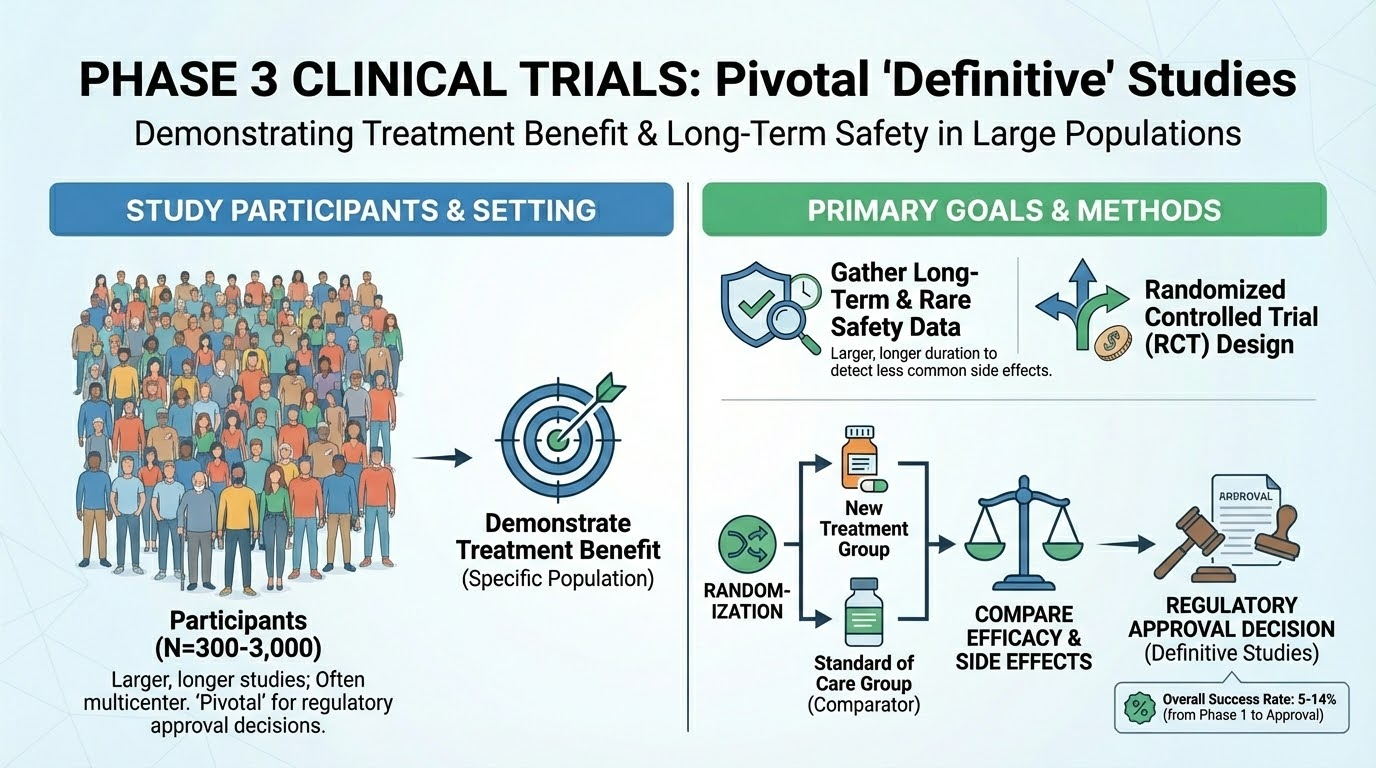 PHASE 3 CLINICAL TRIALS: Pivotal 'Definitive' Studies
Demonstrating Treatment Benefit & Long-Term Safety in Large Populations
STUDY PARTICIPANTS & SETTING
Demonstrate
Treatment Benefit
(Specific Population)
Participants
(N=300-3,000)
Larger, longer studies; Often
multicenter. 'Pivotal' for regulatory
approval decisions.
PRIMARY GOALS & METHODS
Gather Long-
Term & Rare
Safety Data
Larger, longer duration to
detect less common side effects.
Randomized
Controlled Trial
(RCT) Design
RANDOM-
IZATION
New
Treatment
Group
Standard of
Care Group
(Comparator)
COMPARE
EFFICACY &
SIDE EFFECTS
APPROVAL
REGULATORY
APPROVAL DECISION
(Definitive Studies)
%
Overall Success Rate: 5-14%
(from Phase 1 to Approval)